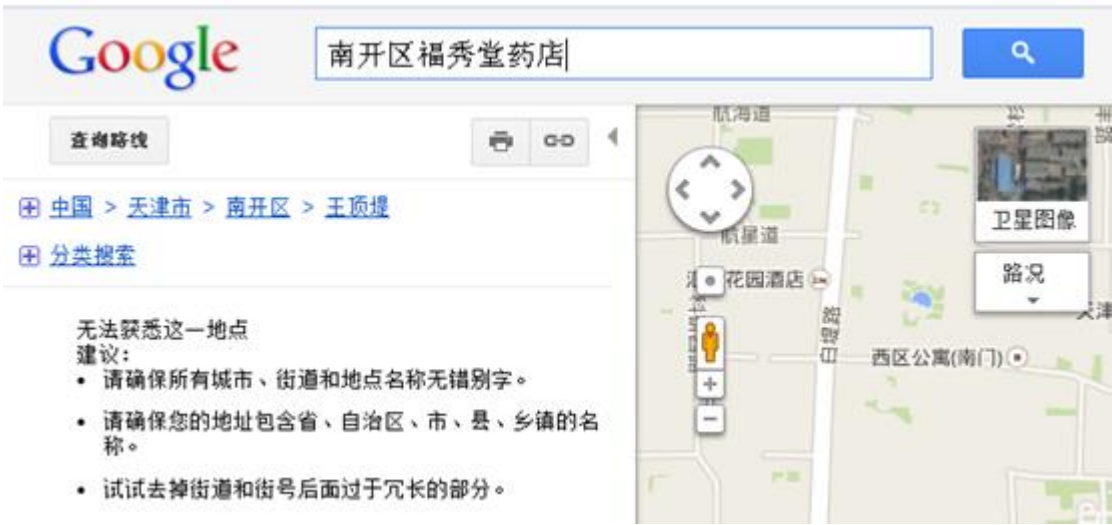 Google
南开区福秀堂药店
查询路线
中国 > 天津市 > 南开区 > 王顶堤
分类搜索
无法获悉这一地点
建议：
• 请确保所有城市、街道和地点名称无错别字。
• 请确保您的地址包含省、自治区、市、县、乡镇的名
称。
• 试试去掉街道和街号后面过于冗长的部分。
航海道
卫星图像
航星道
路况
花园酒店
白堤路
天津
西区公寓(南门)